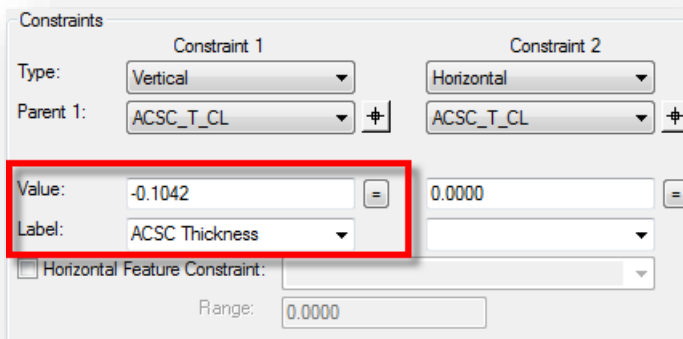 Constraints
Constraint 1 Constraint 2
Type: Vertical Horizontal
Parent 1: ACSC_T_CL ACSC_T_CL
Value: -0.1042 = 0.0000 =
Label: ACSC Thickness
Horizontal Feature Constraint:
Range: 0.0000